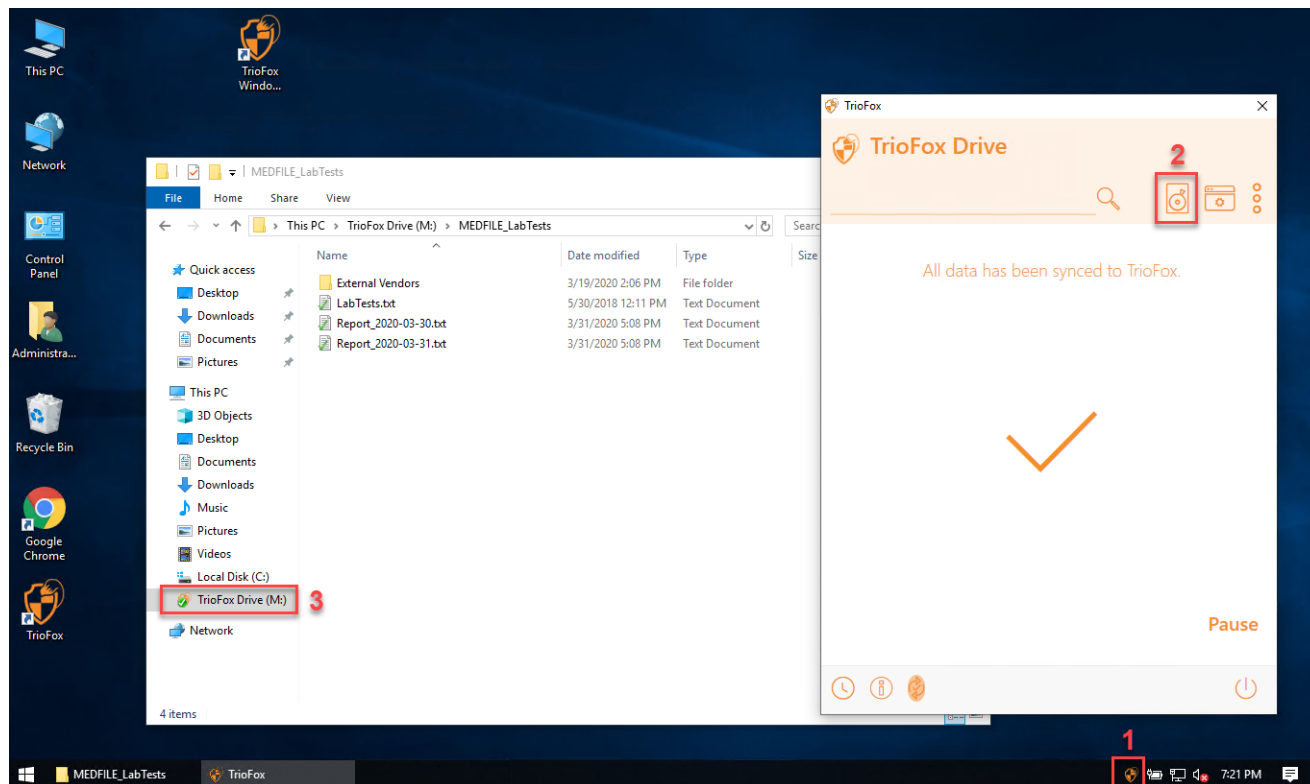 This PC
TrioFox
Windo...
Network
Control
Panel
Administra...
Recycle Bin
Google
Chrome
TrioFox
MEDFILE_LabTests
File Home Share View
This PC > TrioFox Drive (M:) > MEDFILE_LabTests
Searc
Name Date modified Type Size
Quick access
Desktop
Downloads
Documents
Pictures
This PC
3D Objects
Desktop
Documents
Downloads
Music
Pictures
Videos
Local Disk (C:)
TrioFox Drive (M:) 3
Network
External Vendors 3/19/2020 2:06 PM File folder
LabTests.txt 5/30/2018 12:11 PM Text Document
Report_2020-03-30.txt 3/31/2020 5:08 PM Text Document
Report_2020-03-31.txt 3/31/2020 5:08 PM Text Document
4 items
TrioFox
TrioFox Drive
2
All data has been synced to TrioFox.
Pause
1
MEDFILE_LabTests TrioFox 7:21 PM